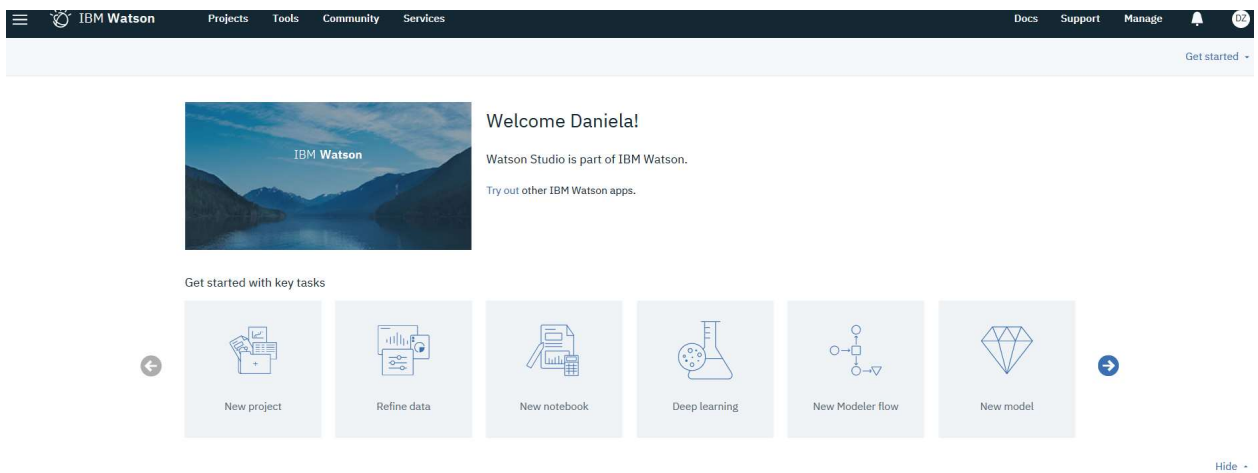 IBM Watson Projects Tools Community Services Docs Support Manage DZ
Get started
IBM Watson
Welcome Daniela!
Watson Studio is part of IBM Watson.
Try out other IBM Watson apps.
Get started with key tasks
New project Refine data New notebook Deep learning New Modeler flow New model
Hide